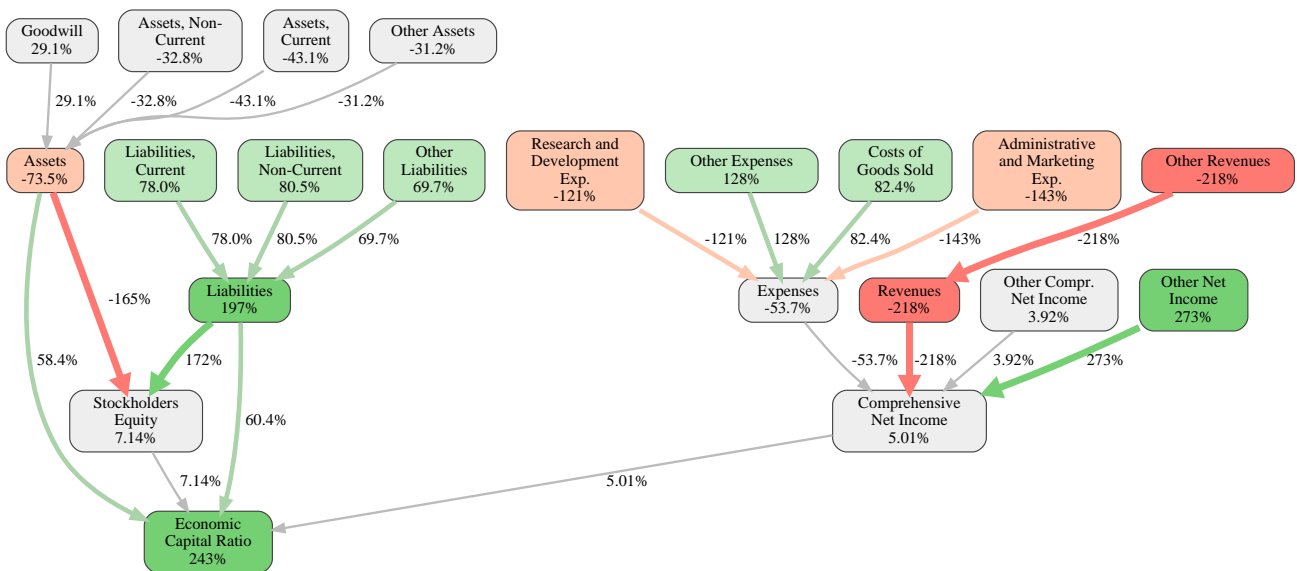 Goodwill
29.1%
Assets, Non-
Current
-32.8%
Assets,
Current
-43.1%
Other Assets
-31.2%
29.1%
-32.8%
-43.1%
-31.2%
Assets
-73.5%
Liabilities,
Current
78.0%
Liabilities,
Non-Current
80.5%
Other
Liabilities
69.7%
Research and
Development
Exp.
-121%
Other Expenses
128%
Costs of
Goods Sold
82.4%
Administrative
and Marketing
Exp.
-143%
Other Revenues
-218%
78.0%
80.5%
69.7%
-121%
128%
82.4%
-143%
-218%
Liabilities
197%
Expenses
-53.7%
Revenues
-218%
Other Compr.
Net Income
3.92%
Other Net
Income
273%
-165%
58.4%
172%
-53.7%
-218%
3.92%
273%
Stockholders
Equity
7.14%
60.4%
Comprehensive
Net Income
5.01%
7.14%
5.01%
Economic
Capital Ratio
243%